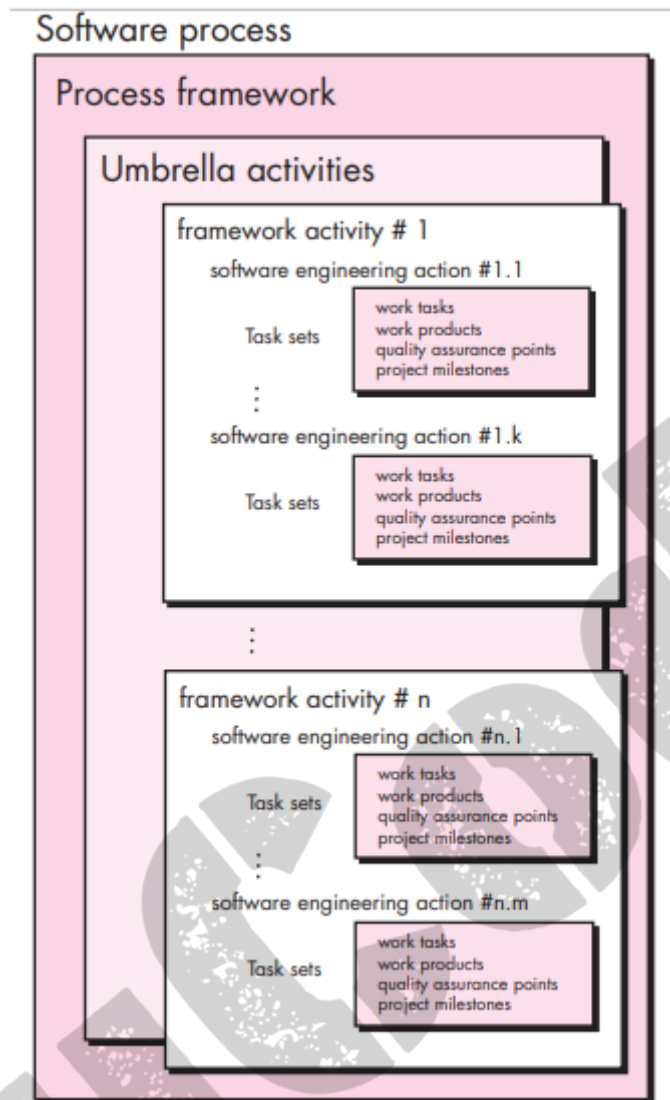 Software process
Process framework
Umbrella activities
framework activity # 1
software engineering action #1.1
Task sets
work tasks
work products
quality assurance points
project milestones
software engineering action #1.k
Task sets
work tasks
work products
quality assurance points
project milestones
framework activity # n
software engineering action #n.1
Task sets
work tasks
work products
quality assurance points
project milestones
software engineering action #n.m
Task sets
work tasks
work products
quality assurance points
project milestones